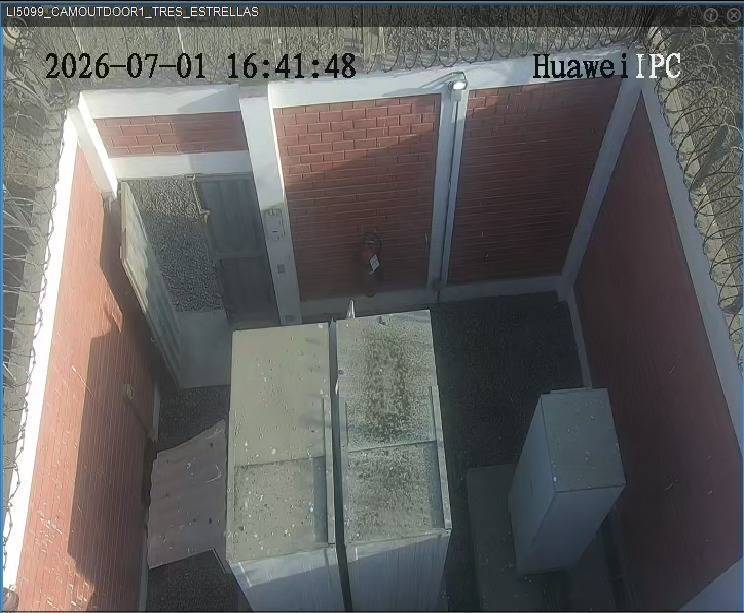 LI5099_CAMOUTDOOR1_TRES_ESTRELLAS
2026-07-01 16:41:48
HuaweiIPC